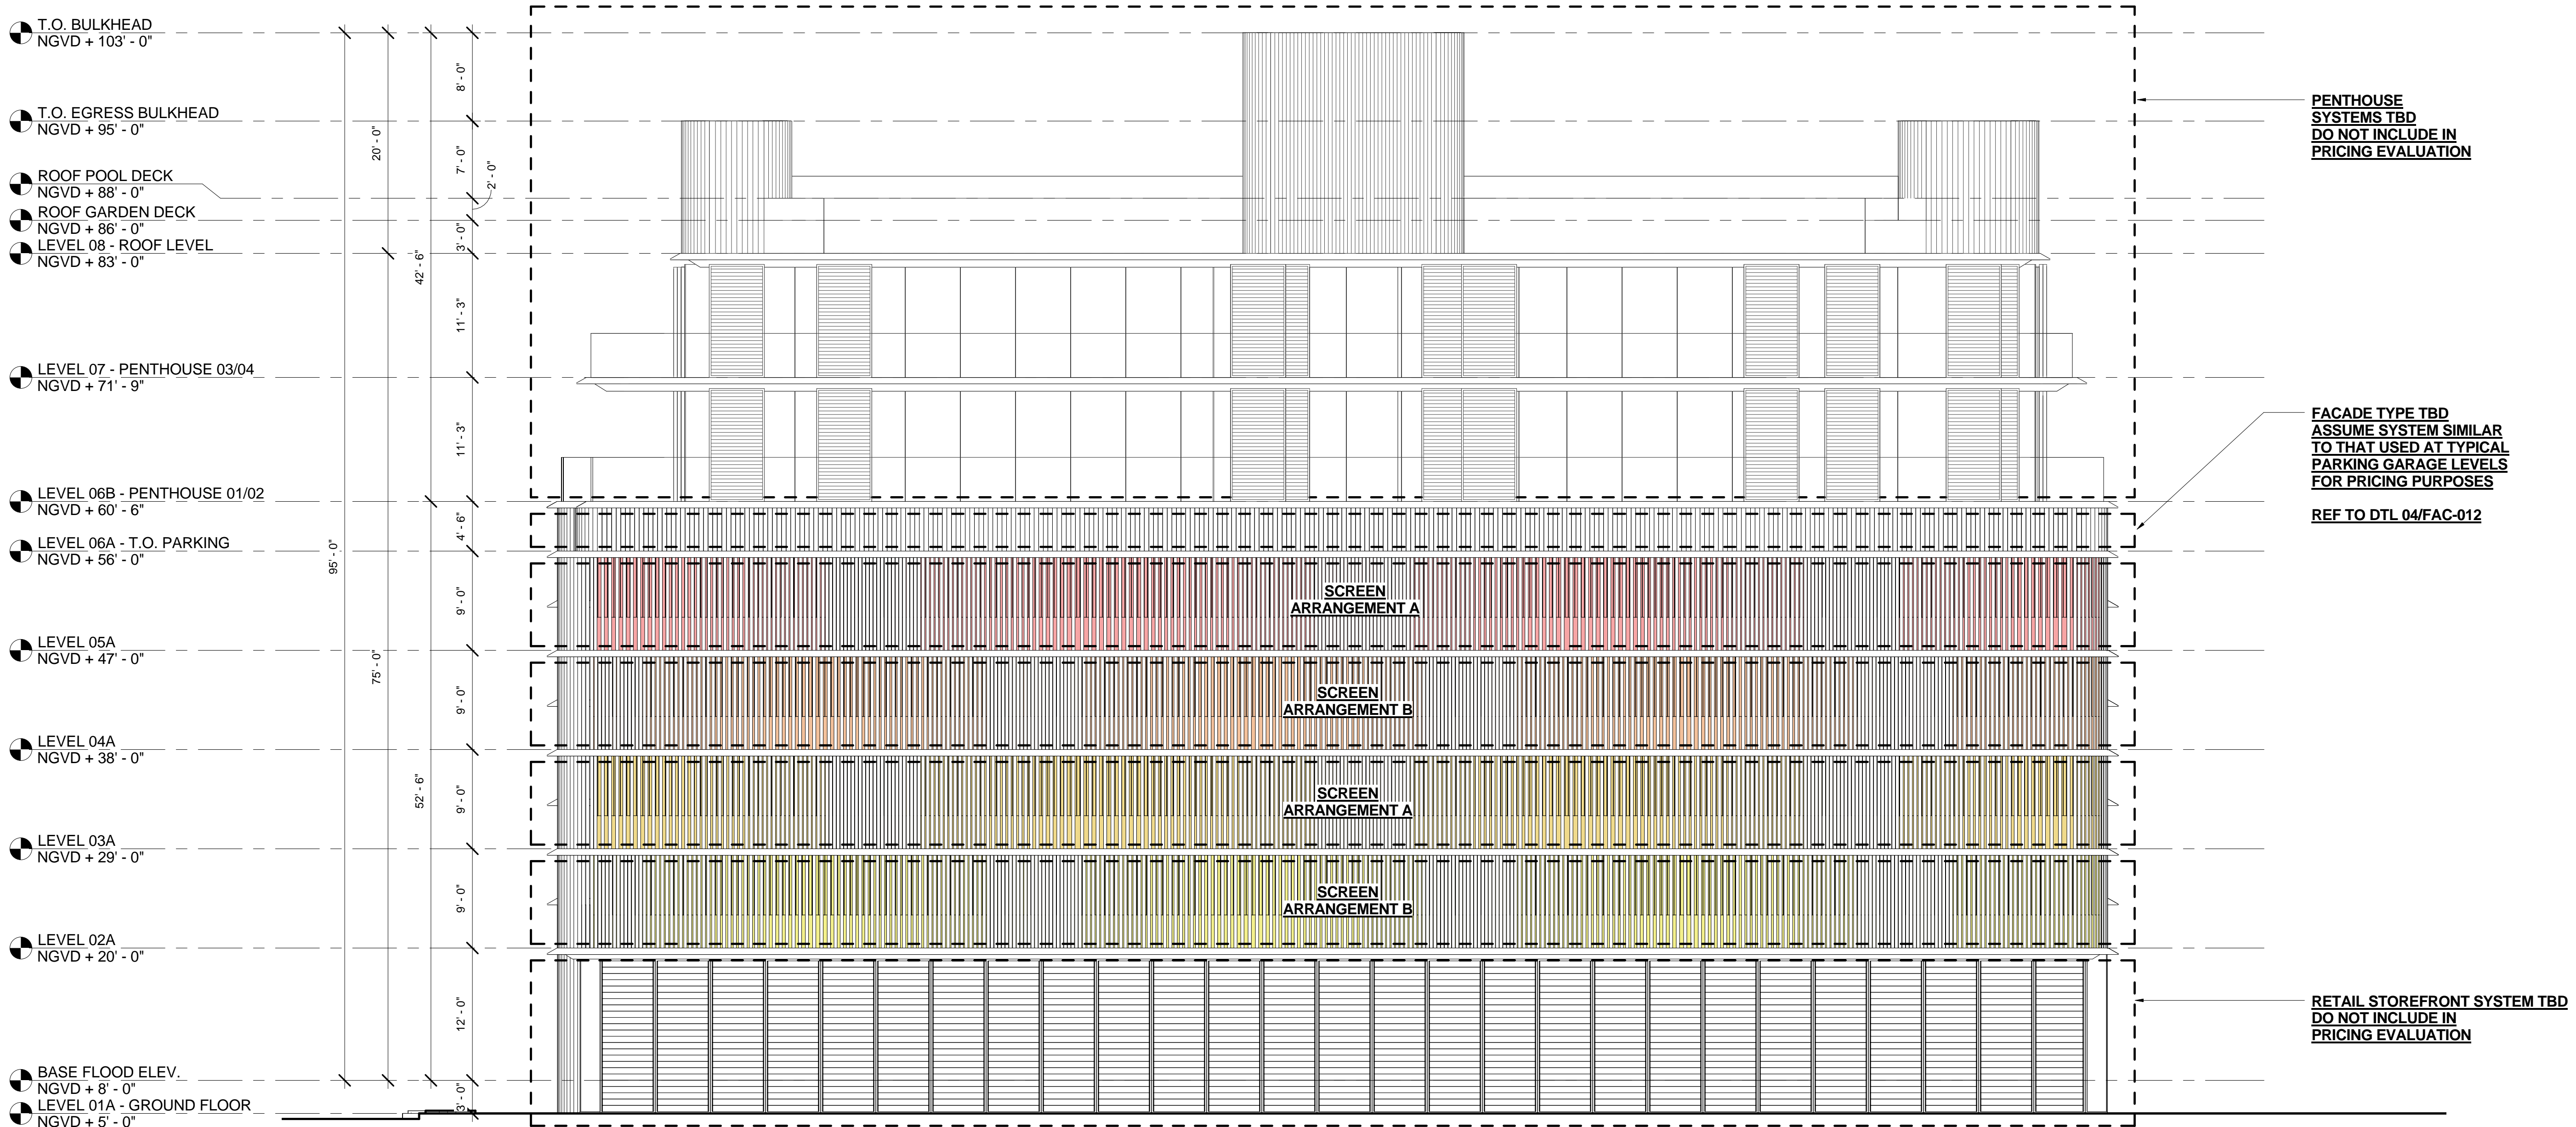 T.O. BULKHEAD
NGVD + 103' - 0"
T.O. EGRESS BULKHEAD
NGVD + 95' - 0"
ROOF POOL DECK
NGVD + 88' - 0"
ROOF GARDEN DECK
NGVD + 86' - 0"
LEVEL 08 - ROOF LEVEL
NGVD + 83' - 0"
LEVEL 07 - PENTHOUSE 03/04
NGVD + 71' - 9"
LEVEL 06B - PENTHOUSE 01/02
NGVD + 60' - 6"
LEVEL 06A - T.O. PARKING
NGVD + 56' - 0"
LEVEL 05A
NGVD + 47' - 0"
LEVEL 04A
NGVD + 38' - 0"
LEVEL 03A
NGVD + 29' - 0"
LEVEL 02A
NGVD + 20' - 0"
BASE FLOOD ELEV.
NGVD + 8' - 0"
LEVEL 01A - GROUND FLOOR
NGVD + 5' - 0"
95' - 0"
20' - 0"
75' - 0"
42' - 6"
52' - 6"
8' - 0"
7' - 0"
2' - 0"
3' - 0"
11' - 3"
11' - 3"
4' - 6"
9' - 0"
9' - 0"
9' - 0"
9' - 0"
12' - 0"
3' - 0"
SCREEN
ARRANGEMENT A
SCREEN
ARRANGEMENT B
SCREEN
ARRANGEMENT A
SCREEN
ARRANGEMENT B
PENTHOUSE
SYSTEMS TBD
DO NOT INCLUDE IN
PRICING EVALUATION
FACADE TYPE TBD
ASSUME SYSTEM SIMILAR
TO THAT USED AT TYPICAL
PARKING GARAGE LEVELS
FOR PRICING PURPOSES
REF TO DTL 04/FAC-012
RETAIL STOREFRONT SYSTEM TBD
DO NOT INCLUDE IN
PRICING EVALUATION